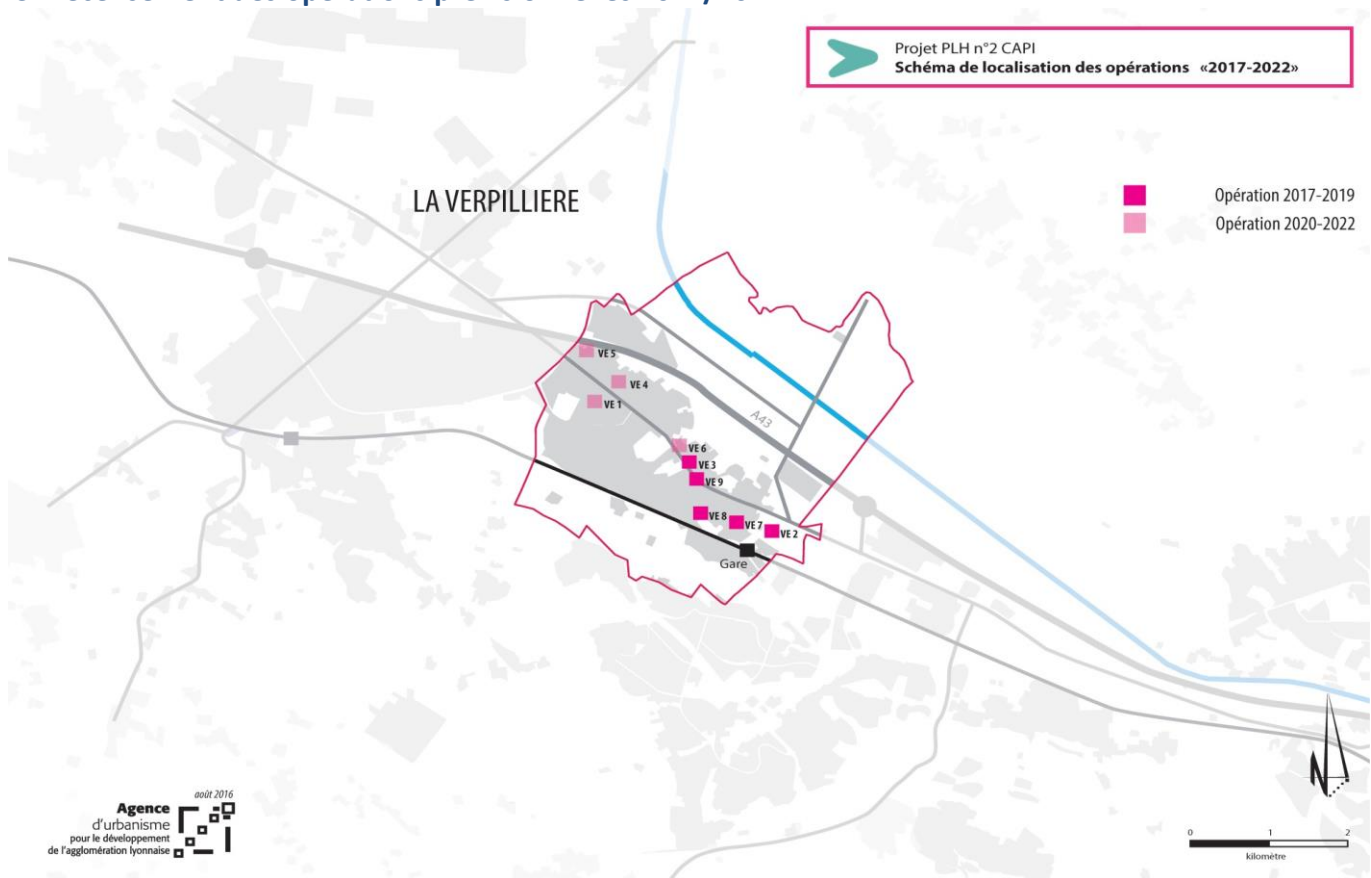 Projet PLH n°2 CAPI
Schéma de localisation des opérations «2017-2022»
LA VERPILLIERE
Opération 2017-2019
Opération 2020-2022
VE 5
VE 4
VE 1
A43
VE 6
VE 3
VE 9
VE 8
VE 7
VE 2
Gare
N
août 2016
Agence
d'urbanisme
pour le développement
de l'agglomération lyonnaise
0 1 2
kilomètre